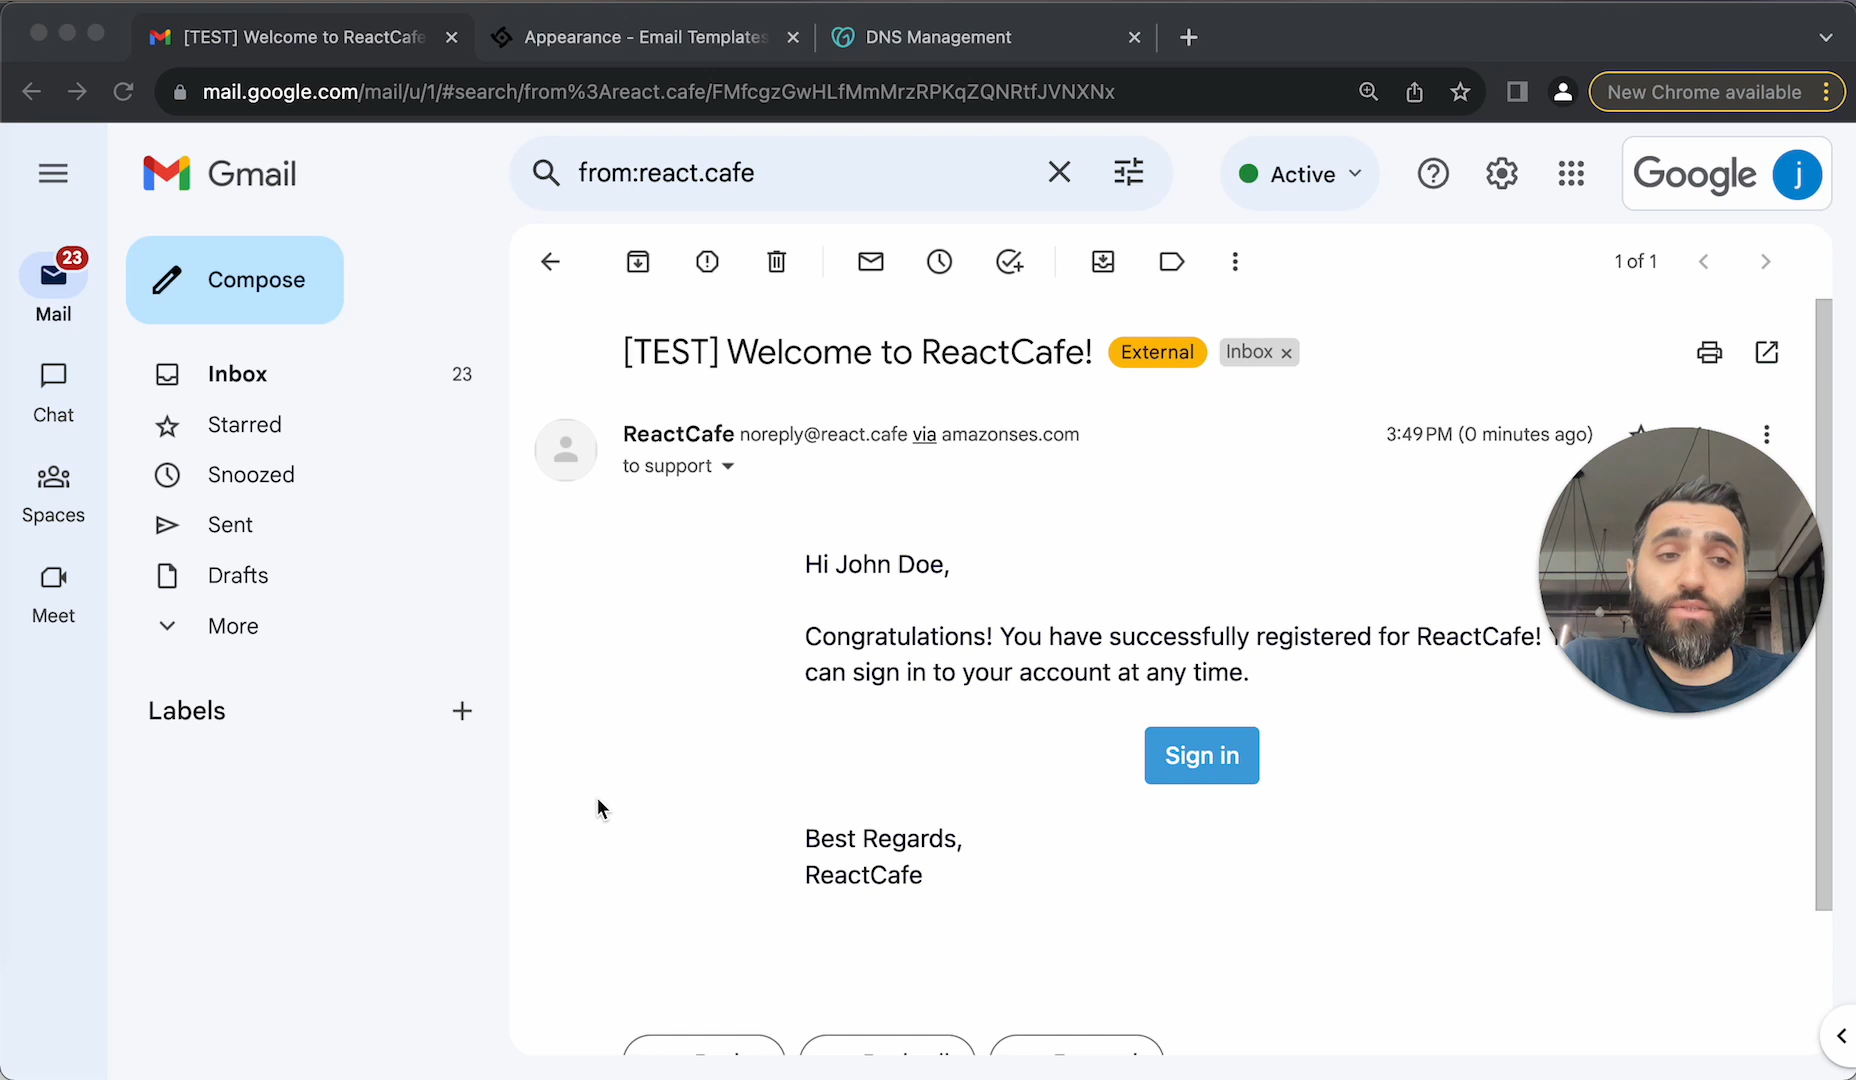 [TEST] Welcome to ReactCafe
Appearance - Email Templates
DNS Management
mail.google.com/mail/u/1/#search/from%3Areact.cafe/FMfcgzGwHLfMmMrzRPKqZQNRtfJVNXNx
New Chrome available
Gmail
from:react.cafe
Active
Google
j
23
Mail
Compose
1 of 1
Chat
Inbox
23
Starred
Spaces
Snoozed
Sent
Meet
Drafts
More
Labels
[TEST] Welcome to ReactCafe!
External
Inbox
ReactCafe noreply@react.cafe via amazonses.com
3:49 PM (0 minutes ago)
to support
Hi John Doe,
Congratulations! You have successfully registered for ReactCafe!
can sign in to your account at any time.
Sign in
Best Regards,
ReactCafe